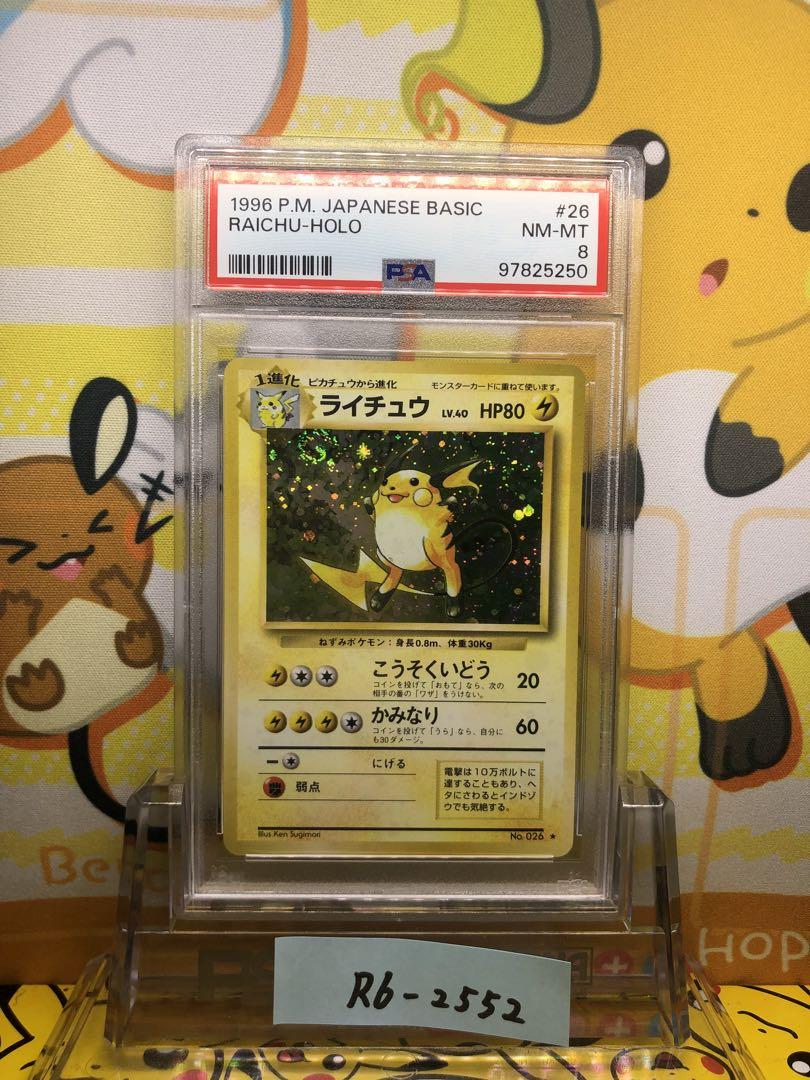 1996 P.M. JAPANESE BASIC #26
RAICHU-HOLO NM-MT
8
PSA 97825250
1進化 ピカチュウから進化 モンスターカードに重ねて使います。
ライチュウ LV.40 HP80
ねずみポケモン：身長0.8m、体重30Kg
こうそくいどう 20
コインを投げて「おもて」なら、次の
相手の番の「ワザ」をうけない。
かみなり 60
コインを投げて「うら」なら、自分に
も30ダメージ。
にげる
弱点
電撃は10万ボルトに
達することもあり、ヘ
タにさわるとインドゾ
ウでも気絶する。
Illus. Ken Sugimori No. 026 ★
HOP
R6-2552